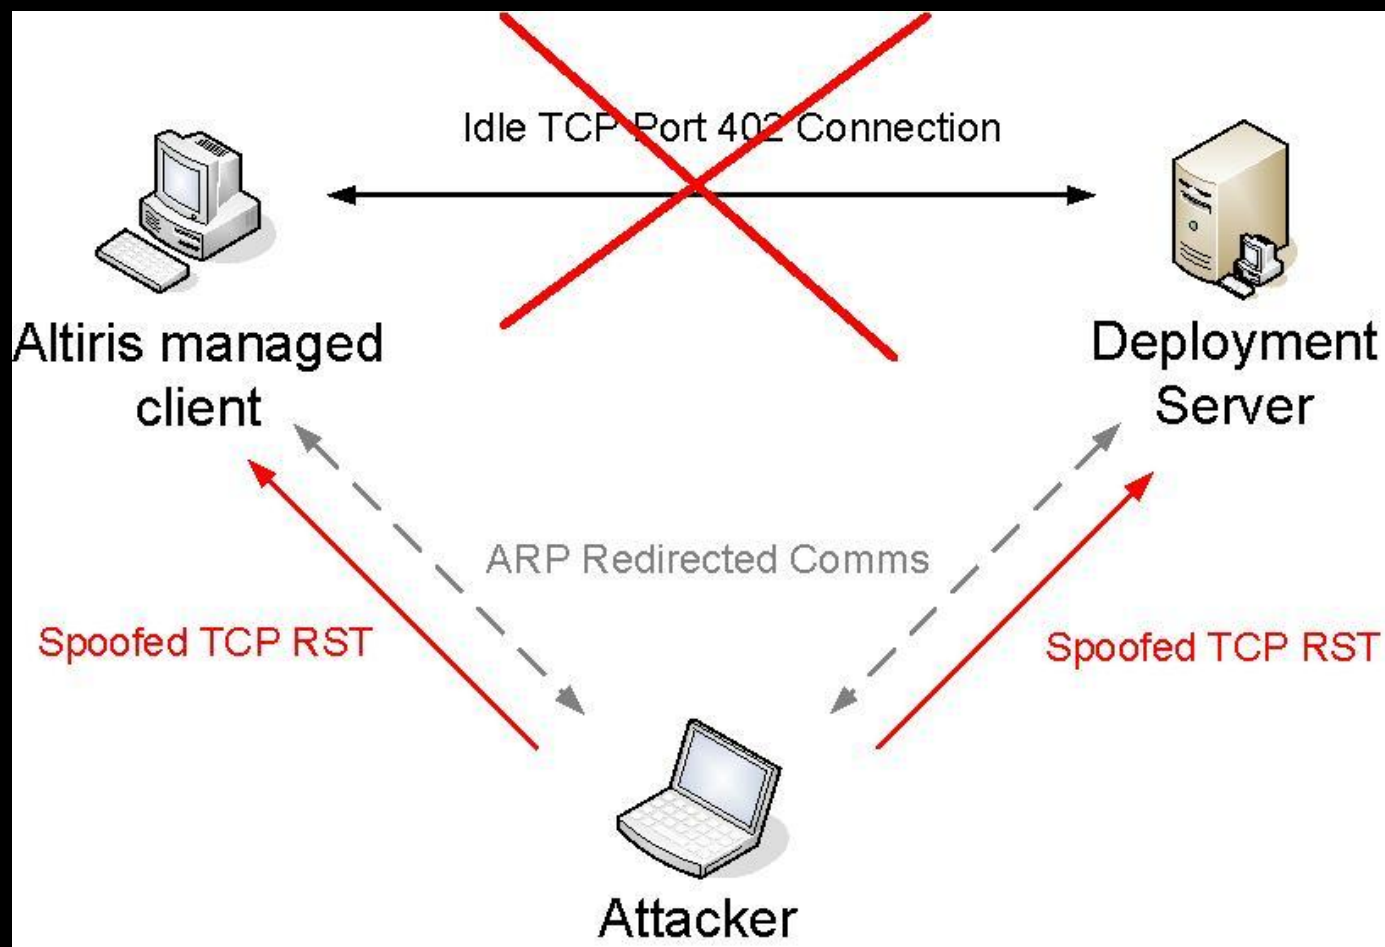 Idle TCP Port 402 Connection
Altiris managed
client
Deployment
Server
ARP Redirected Comms
Spoofed TCP RST
Spoofed TCP RST
Attacker